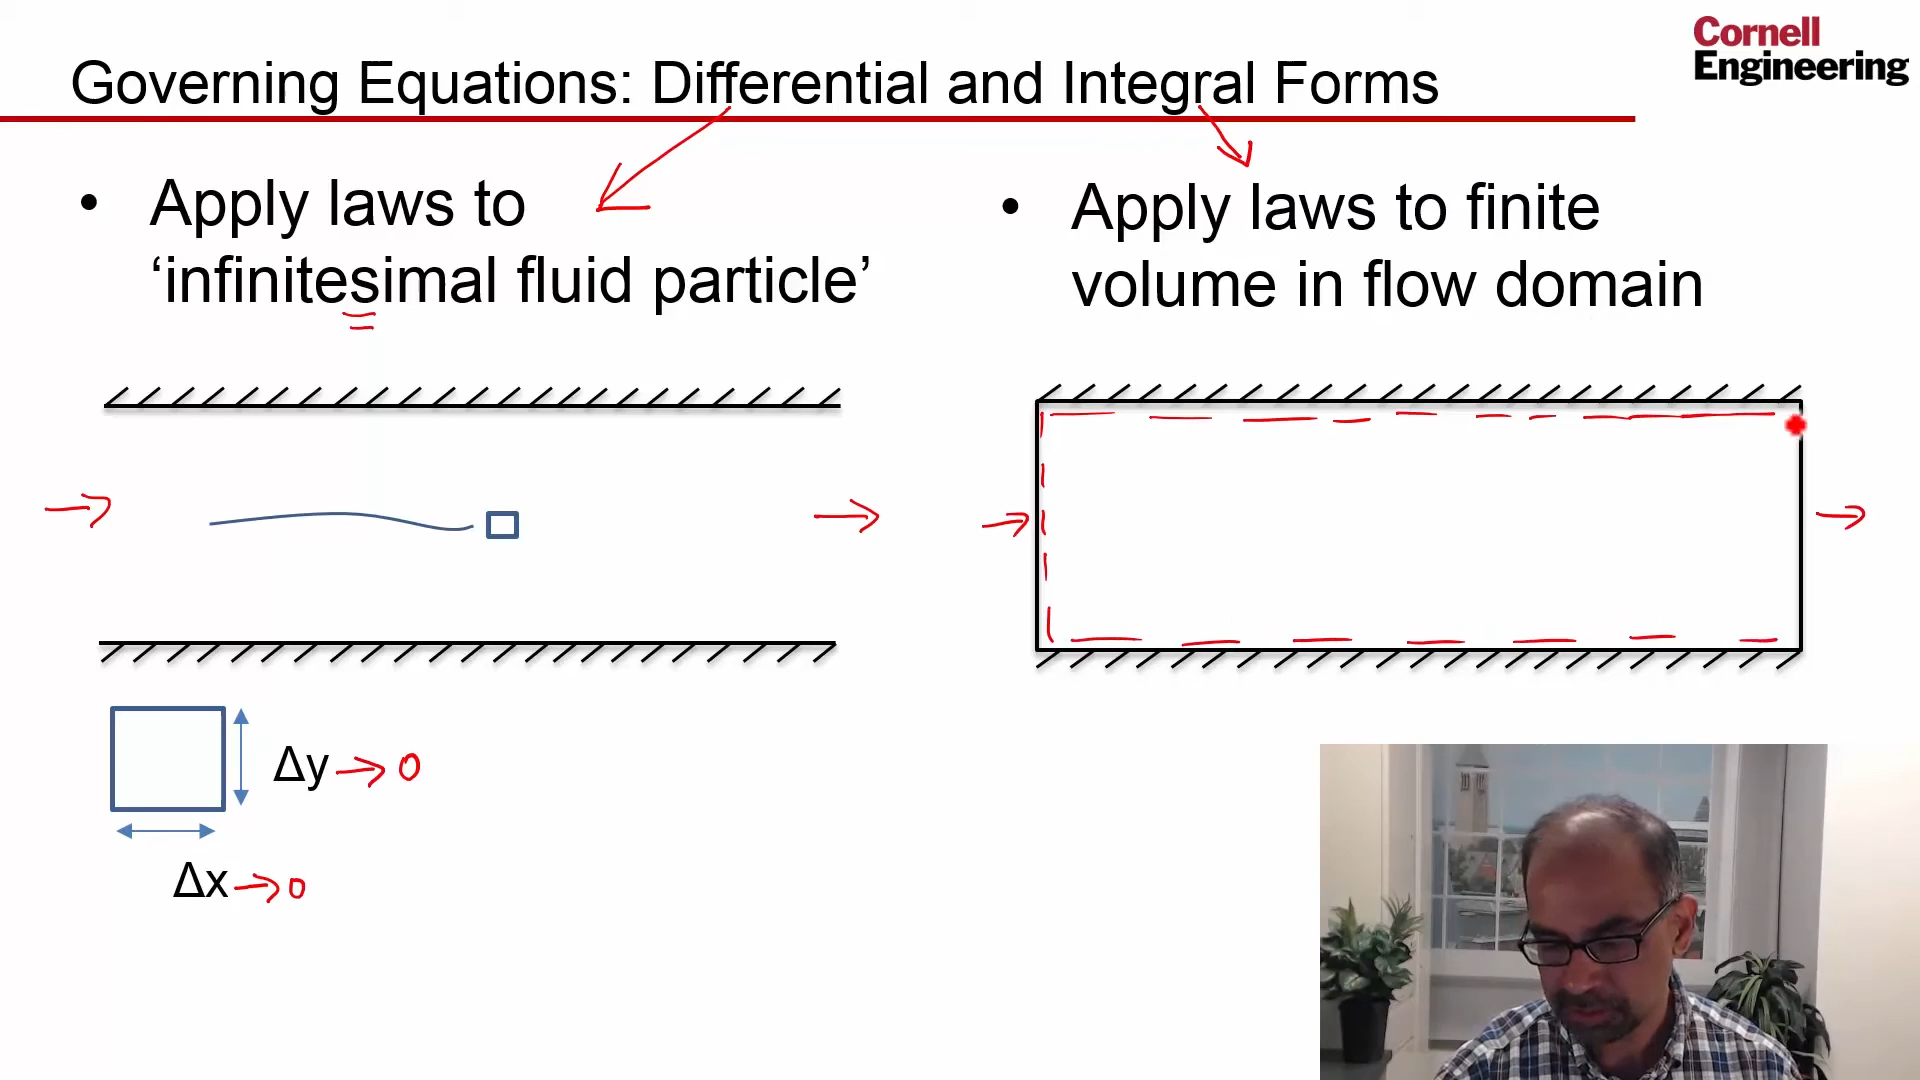 Cornell
Engineering
Governing Equations: Differential and Integral Forms
• Apply laws to
‘infinitesimal fluid particle’
• Apply laws to finite
volume in flow domain
Δy → 0
Δx → 0